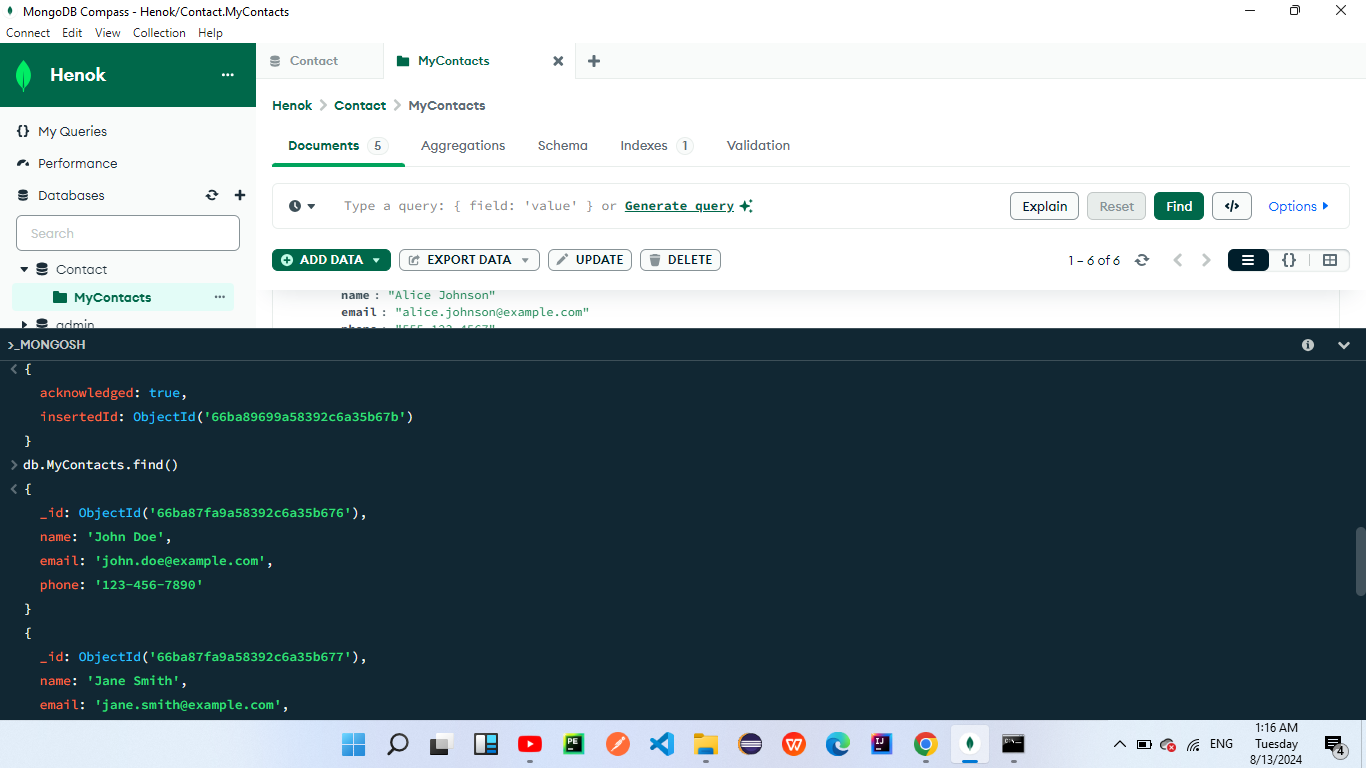 MongoDB Compass - Henok/Contact.MyContacts
Connect Edit View Collection Help
Henok
My Queries
Performance
Databases
Search
Contact
MyContacts
admin
Contact
MyContacts
Henok > Contact > MyContacts
Documents 5 Aggregations Schema Indexes 1 Validation
Type a query: { field: 'value' } or Generate query
Explain Reset Find </> Options
ADD DATA EXPORT DATA UPDATE DELETE 1 – 6 of 6 {}
name : "Alice Johnson"
email : "alice.johnson@example.com"
phone : "555-123-4567"
>_MONGOSH
< {
acknowledged: true,
insertedId: ObjectId('66ba89699a58392c6a35b67b')
}
> db.MyContacts.find()
< {
_id: ObjectId('66ba87fa9a58392c6a35b676'),
name: 'John Doe',
email: 'john.doe@example.com',
phone: '123-456-7890'
}
{
_id: ObjectId('66ba87fa9a58392c6a35b677'),
name: 'Jane Smith',
email: 'jane.smith@example.com',
PE
IJ
ENG
1:16 AM
Tuesday
8/13/2024
4